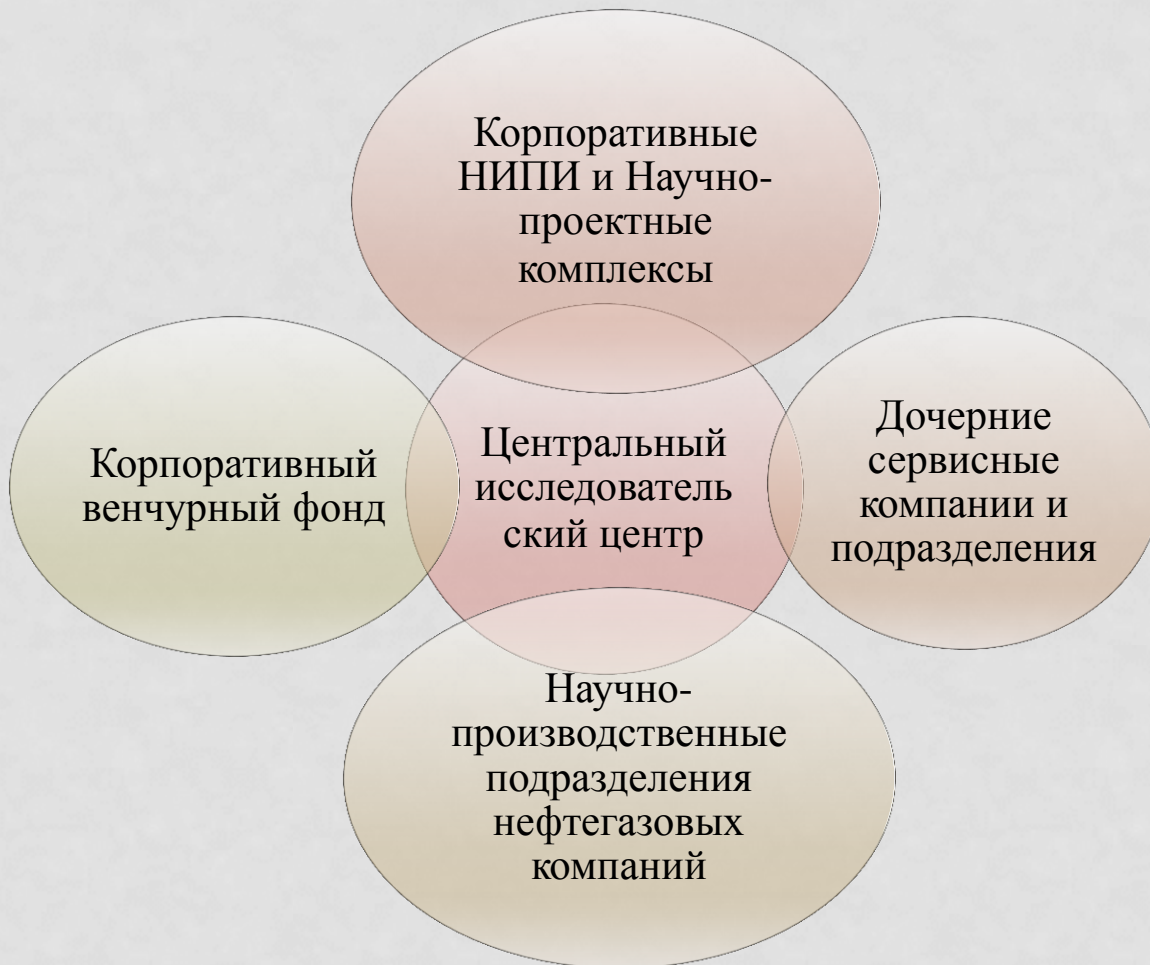 Корпоративные
НИПИ и Научно-
проектные
комплексы
Корпоративный
венчурный фонд
Центральный
исследователь
ский центр
Дочерние
сервисные
компании и
подразделения
Научно-
производственные
подразделения
нефтегазовых
компаний